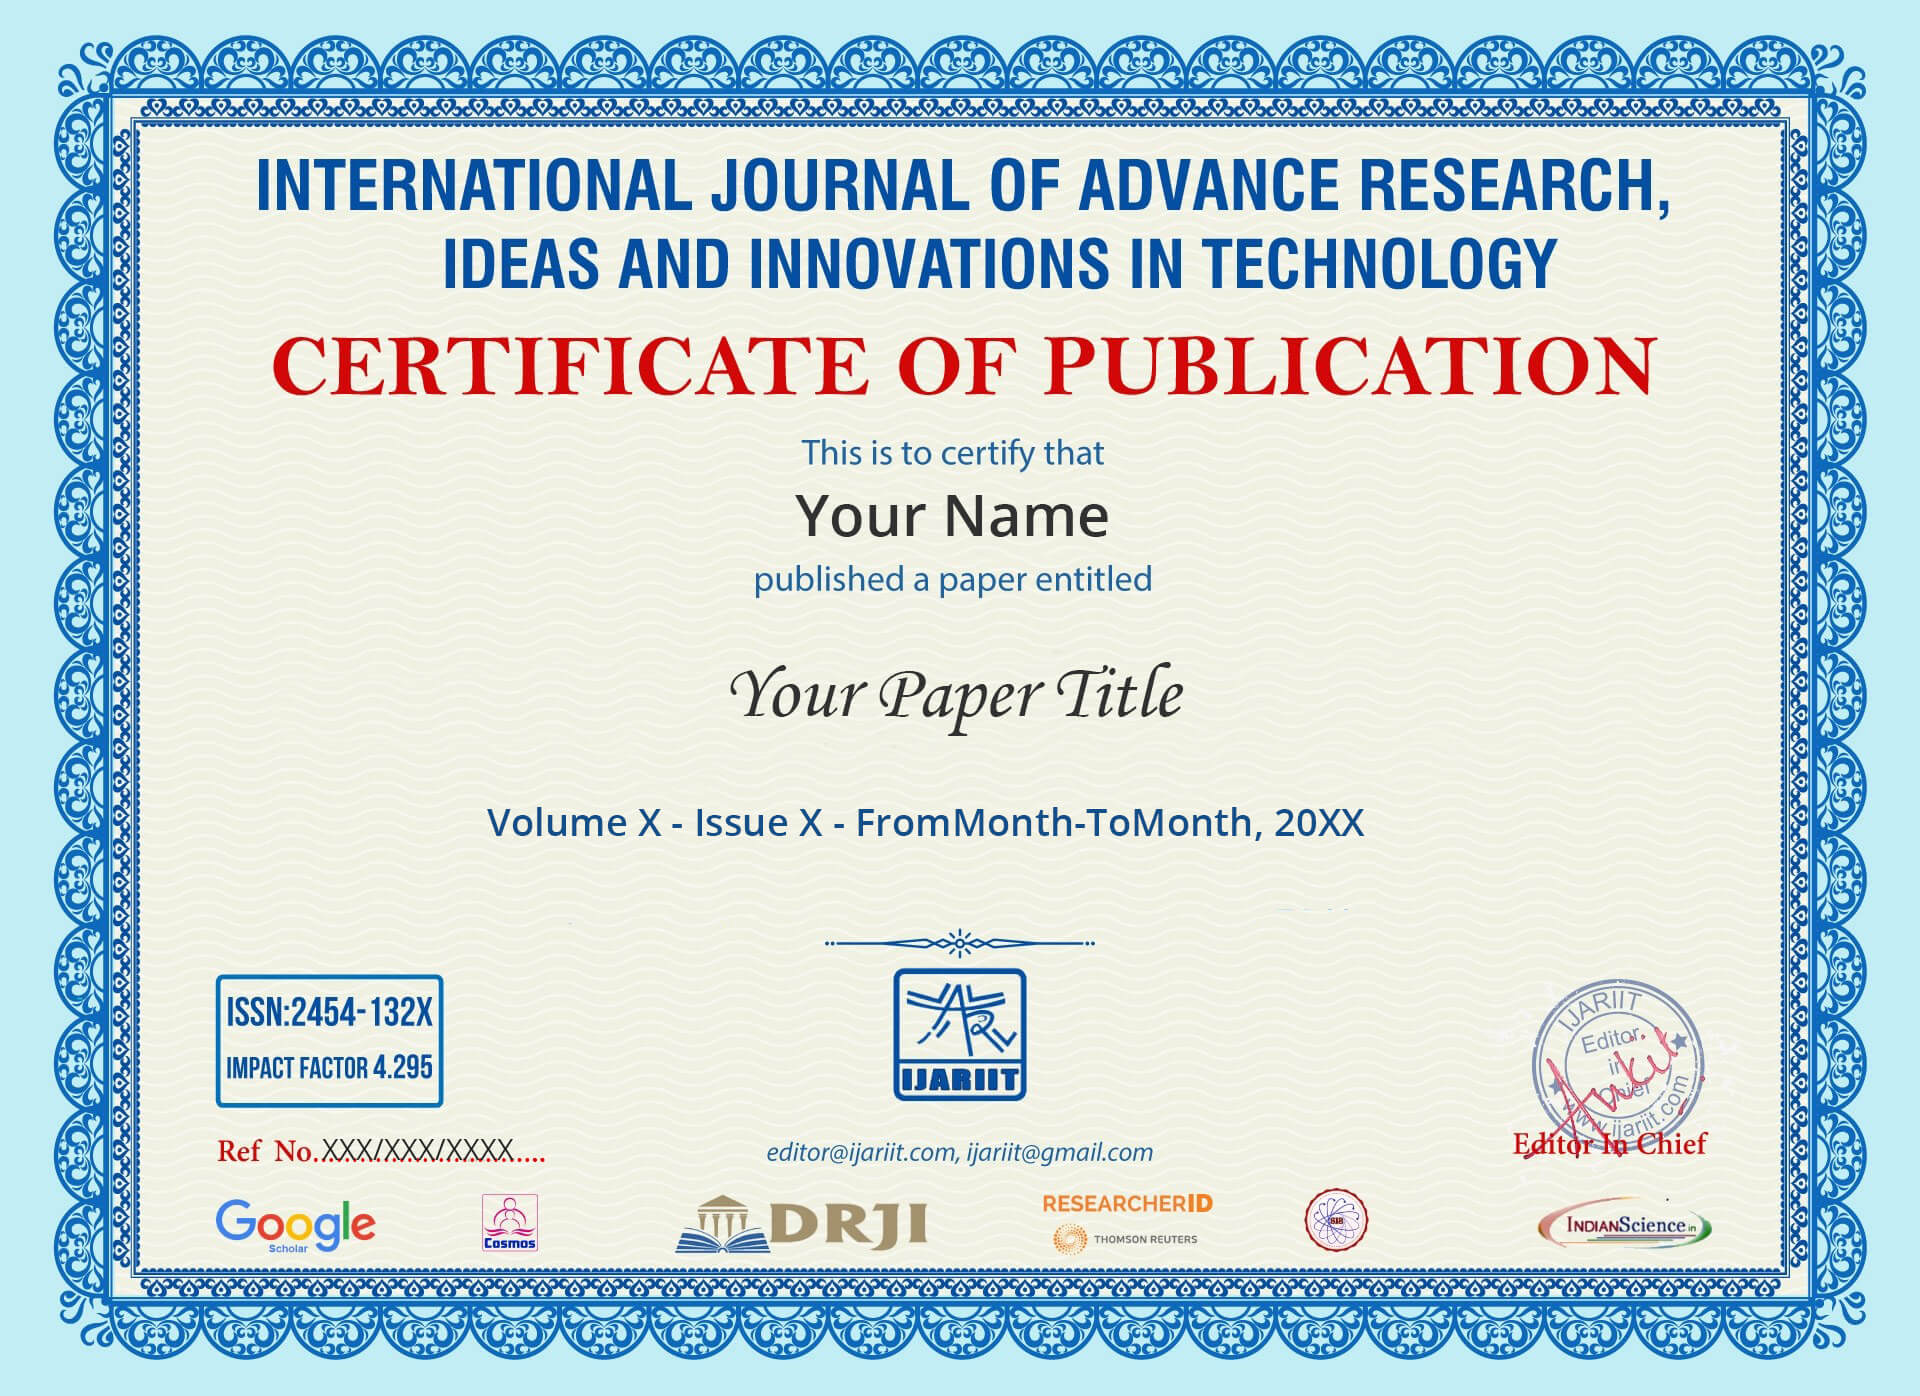 INTERNATIONAL JOURNAL OF ADVANCE RESEARCH,
IDEAS AND INNOVATIONS IN TECHNOLOGY
CERTIFICATE OF PUBLICATION
This is to certify that
Your Name
published a paper entitled
Your Paper Title
Volume X - Issue X - FromMonth-ToMonth, 20XX
ISSN:2454-132X
IMPACT FACTOR 4.295
IJARIIT
IJARIIT
Editor
in
Chief
www.ijariit.com
Ankit
Ref No.XXX/XXX/XXXX.....
editor@ijariit.com, ijariit@gmail.com
Editor In Chief
Google
Scholar
Cosmos
DRJI
RESEARCHERID
THOMSON REUTERS
SIS
INDIANSCIENCE.in